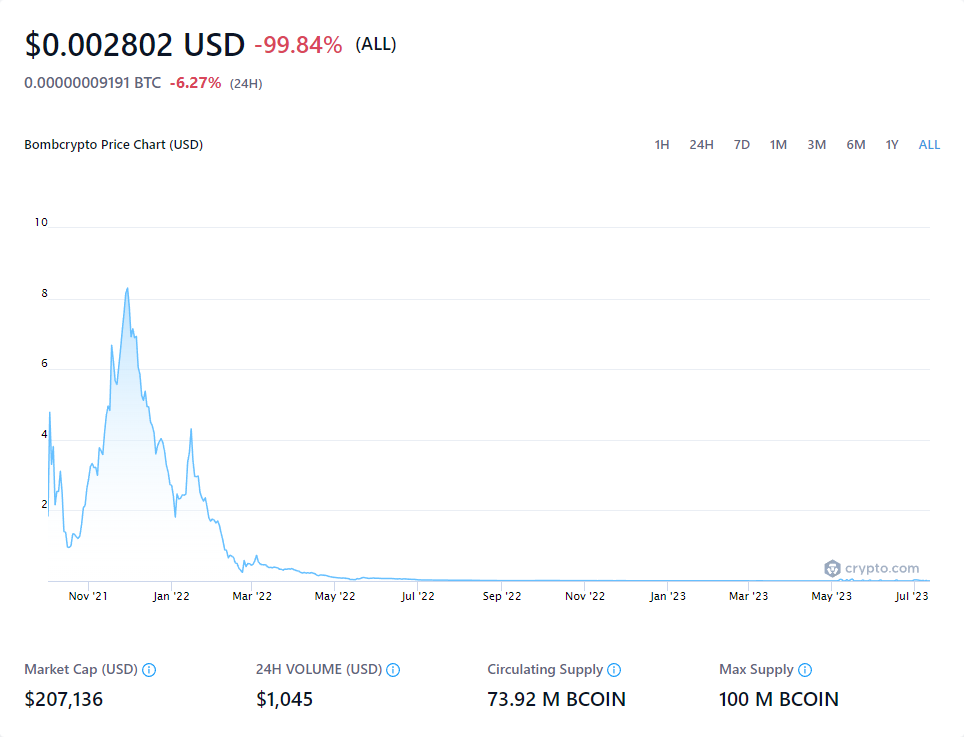 $0.002802 USD -99.84% (ALL)
0.00000009191 BTC -6.27% (24H)
Bombcrypto Price Chart (USD) 1H 24H 7D 1M 3M 6M 1Y ALL
10
8
6
4
2
crypto.com
Nov '21 Jan '22 Mar '22 May '22 Jul '22 Sep '22 Nov '22 Jan '23 Mar '23 May '23 Jul '23
Market Cap (USD) 24H VOLUME (USD) Circulating Supply Max Supply
$207,136 $1,045 73.92 M BCOIN 100 M BCOIN